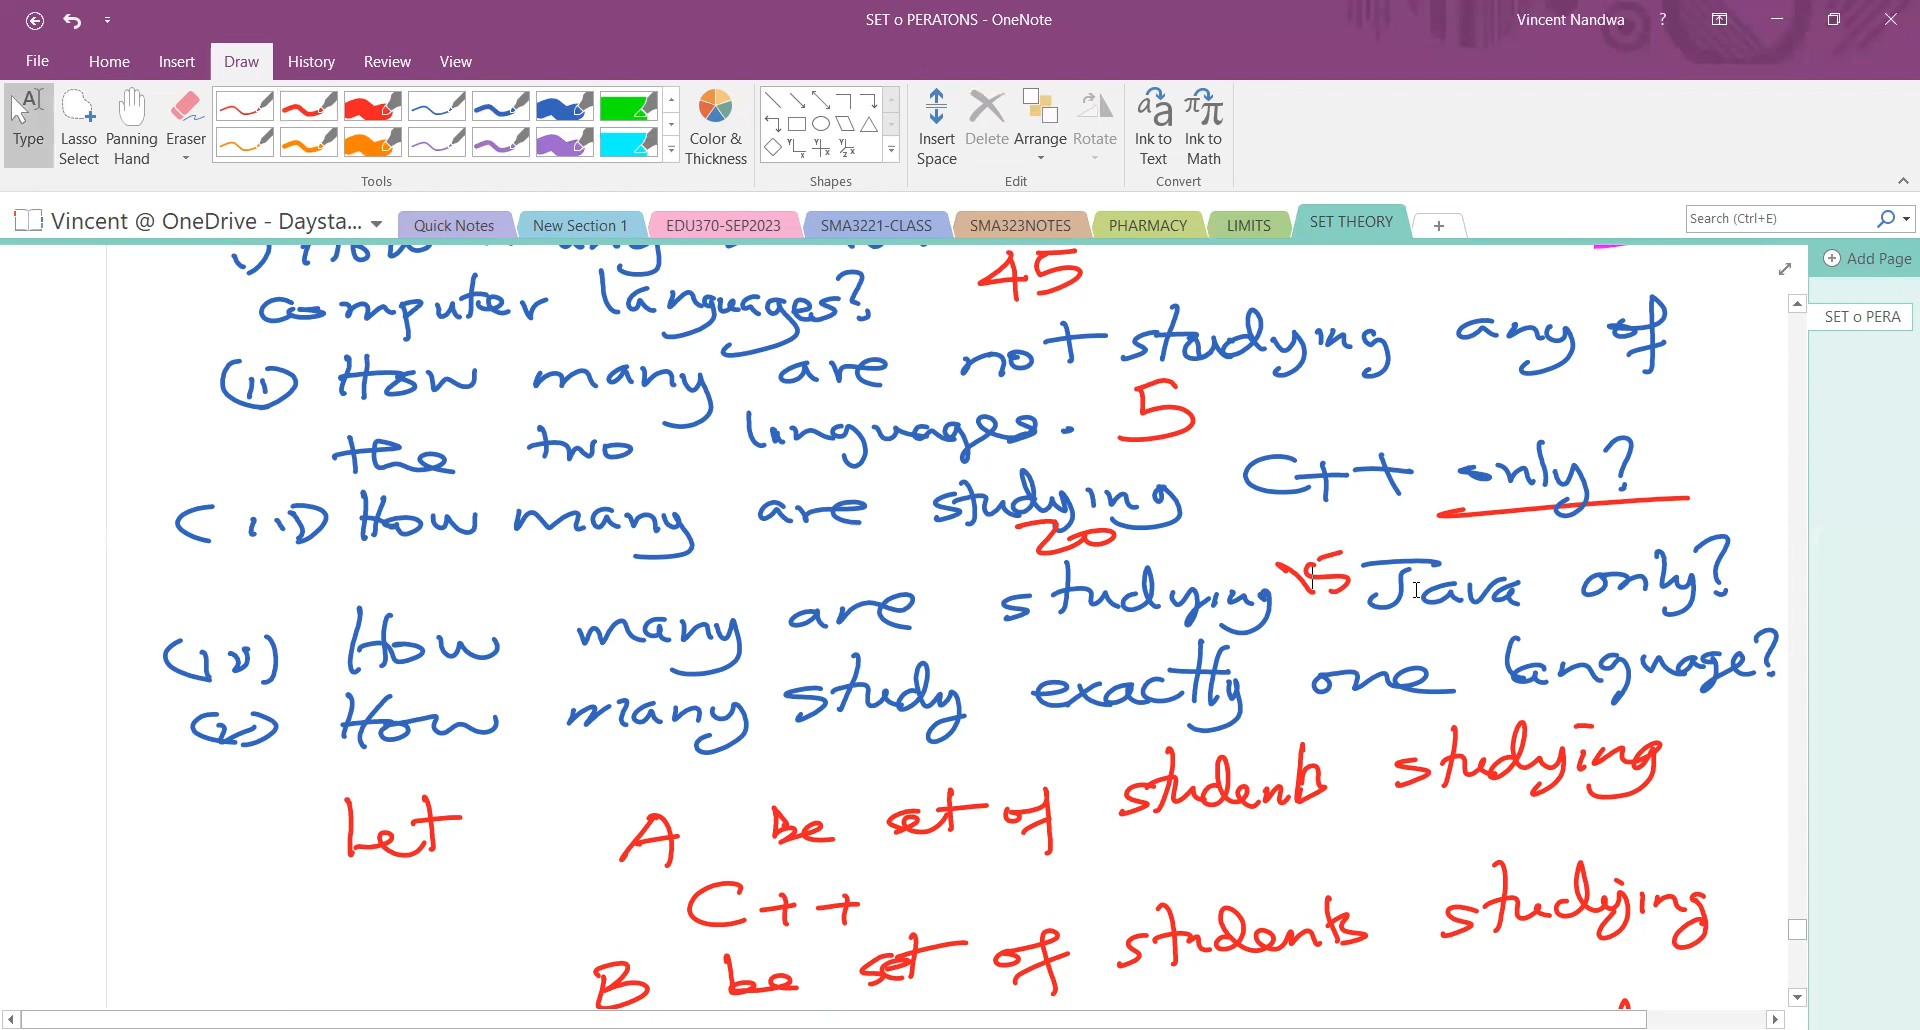 SET o PERATONS - OneNote
Vincent Nandwa
?
File
Home
Insert
Draw
History
Review
View
Type
Lasso Select
Panning Hand
Eraser
Color & Thickness
Insert Space
Delete
Arrange
Rotate
Ink to Text
Ink to Math
Tools
Shapes
Edit
Convert
Vincent @ OneDrive - Daysta...
Quick Notes
New Section 1
EDU370-SEP2023
SMA3221-CLASS
SMA323NOTES
PHARMACY
LIMITS
SET THEORY
+
Search (Ctrl+E)
Add Page
SET o PERA
45
computer languages?
(ii) How many are not studying any of
the two languages. 5
(iii) How many are studying C++ only?
20
(iv) How many are studying 15 Java only?
(v) How many study exactly one language?
Let A be set of students studying
C++
B be set of students studying